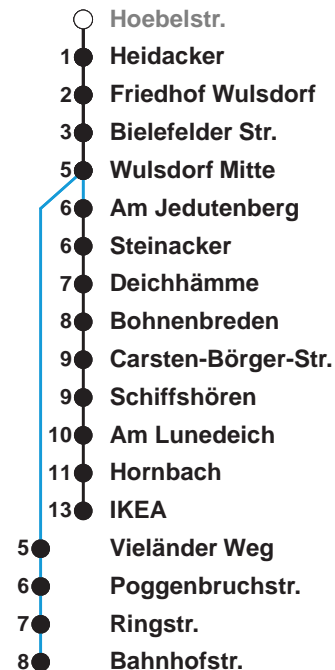 Hoebelstr.
1 Heidacker
2 Friedhof Wulsdorf
3 Bielefelder Str.
5 Wulsdorf Mitte
6 Am Jedutenberg
6 Steinacker
7 Deichhämme
8 Bohnenbreden
9 Carsten-Börger-Str.
9 Schiffshören
10 Am Lunedeich
11 Hornbach
13 IKEA
5 Vieländer Weg
6 Poggenbruchstr.
7 Ringstr.
8 Bahnhofstr.